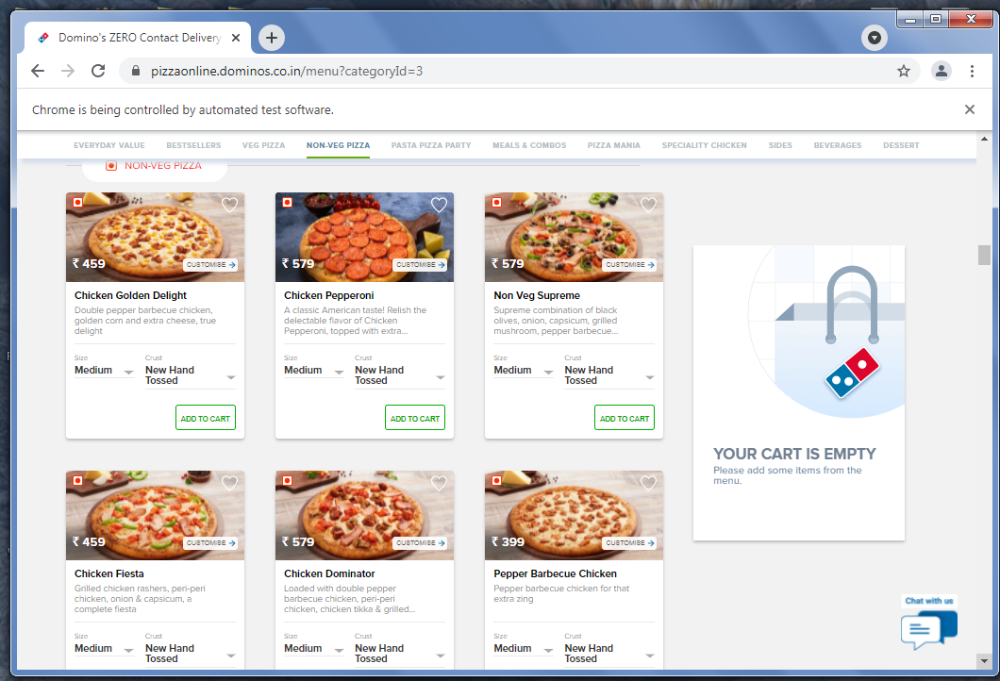 Domino's ZERO Contact Delivery
pizzaonline.dominos.co.in/menu?categoryId=3
Chrome is being controlled by automated test software.
EVERYDAY VALUE BESTSELLERS VEG PIZZA NON-VEG PIZZA PASTA PIZZA PARTY MEALS & COMBOS PIZZA MANIA SPECIALITY CHICKEN SIDES BEVERAGES DESSERT
NON-VEG PIZZA
₹ 459
CUSTOMISE
Chicken Golden Delight
Double pepper barbecue chicken,
golden corn and extra cheese, true
delight
Size Crust
Medium New Hand
Tossed
ADD TO CART
₹ 579
CUSTOMISE
Chicken Pepperoni
A classic American taste! Relish the
delectable flavor of Chicken
Pepperoni, topped with extra...
Size Crust
Medium New Hand
Tossed
ADD TO CART
₹ 579
CUSTOMISE
Non Veg Supreme
Supreme combination of black
olives, onion, capsicum, grilled
mushroom, pepper barbecue...
Size Crust
Medium New Hand
Tossed
ADD TO CART
YOUR CART IS EMPTY
Please add some items from the
menu.
₹ 459
CUSTOMISE
Chicken Fiesta
Grilled chicken rashers, peri-peri
chicken, onion & capsicum, a
complete fiesta
Size Crust
Medium New Hand
Tossed
₹ 579
CUSTOMISE
Chicken Dominator
Loaded with double pepper
barbecue chicken, peri-peri
chicken, chicken tikka & grilled...
Size Crust
Medium New Hand
Tossed
₹ 399
CUSTOMISE
Pepper Barbecue Chicken
Pepper barbecue chicken for that
extra zing
Size Crust
Medium New Hand
Tossed
Chat with us